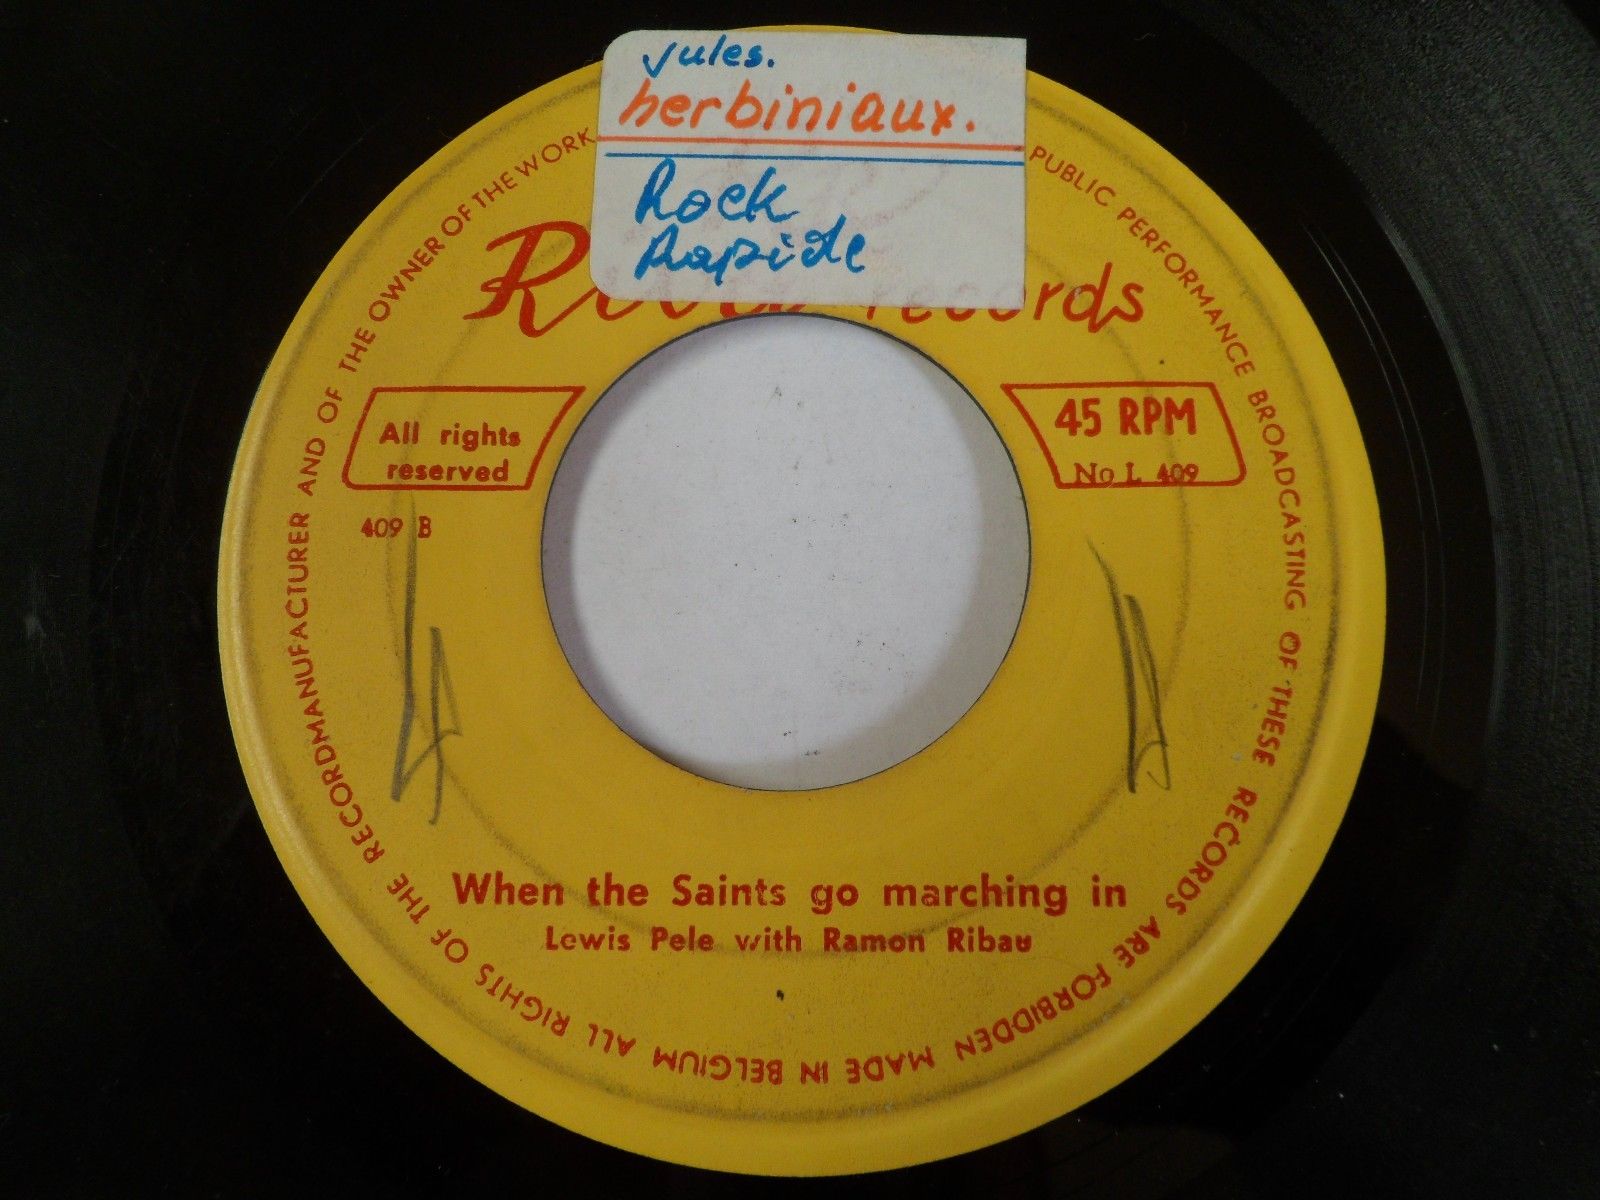 Jules.
herbiniaux.
Rock
Rapide
records
All rights
reserved
45 RPM
No L 409
409 B
When the Saints go marching in
Lewis Pele with Ramon Ribau
ALL RIGHTS OF THE RECORDMANUFACTURER AND OF THE OWNER OF THE WORK
PUBLIC PERFORMANCE BROADCASTING OF THESE RECORDS ARE FORBIDDEN MADE IN BELGIUM